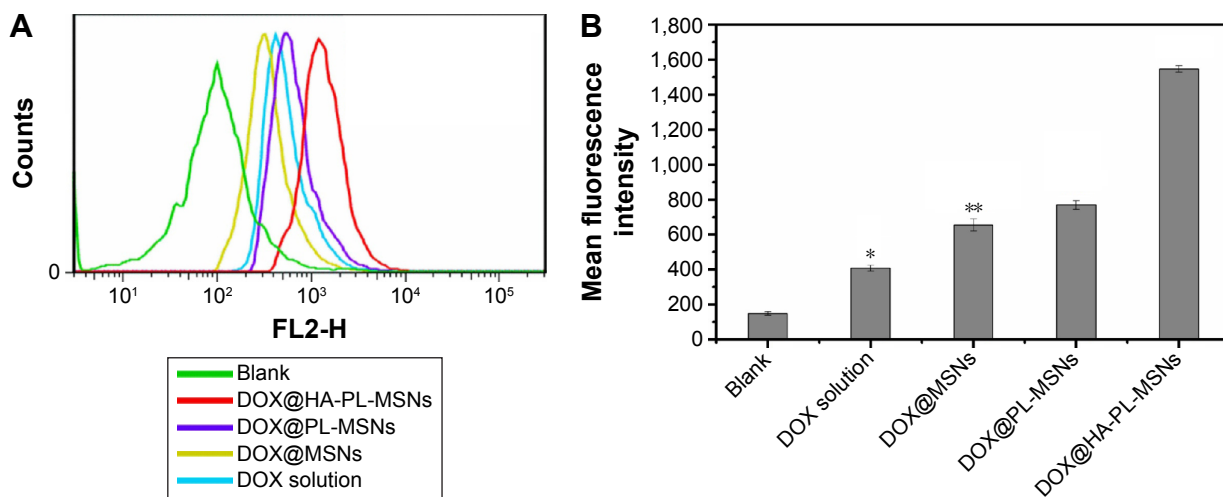 A
Counts
0
10¹ 10² 10³ 10⁴ 10⁵
FL2-H
Blank
DOX@HA-PL-MSNs
DOX@PL-MSNs
DOX@MSNs
DOX solution
B
Mean fluorescence
intensity
1,800
1,600
1,400
1,200
1,000
800
600
400
200
0
*
**
Blank
DOX solution
DOX@MSNs
DOX@PL-MSNs
DOX@HA-PL-MSNs